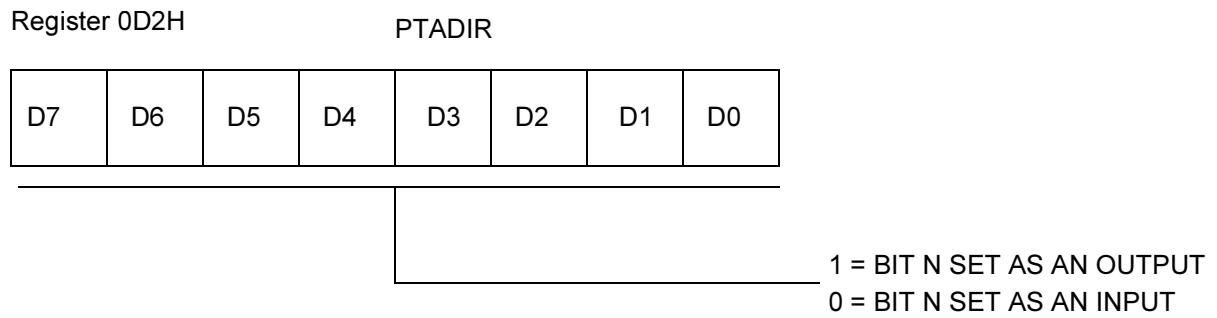 Register 0D2H
PTADIR
D7 D6 D5 D4 D3 D2 D1 D0
1 = BIT N SET AS AN OUTPUT
0 = BIT N SET AS AN INPUT